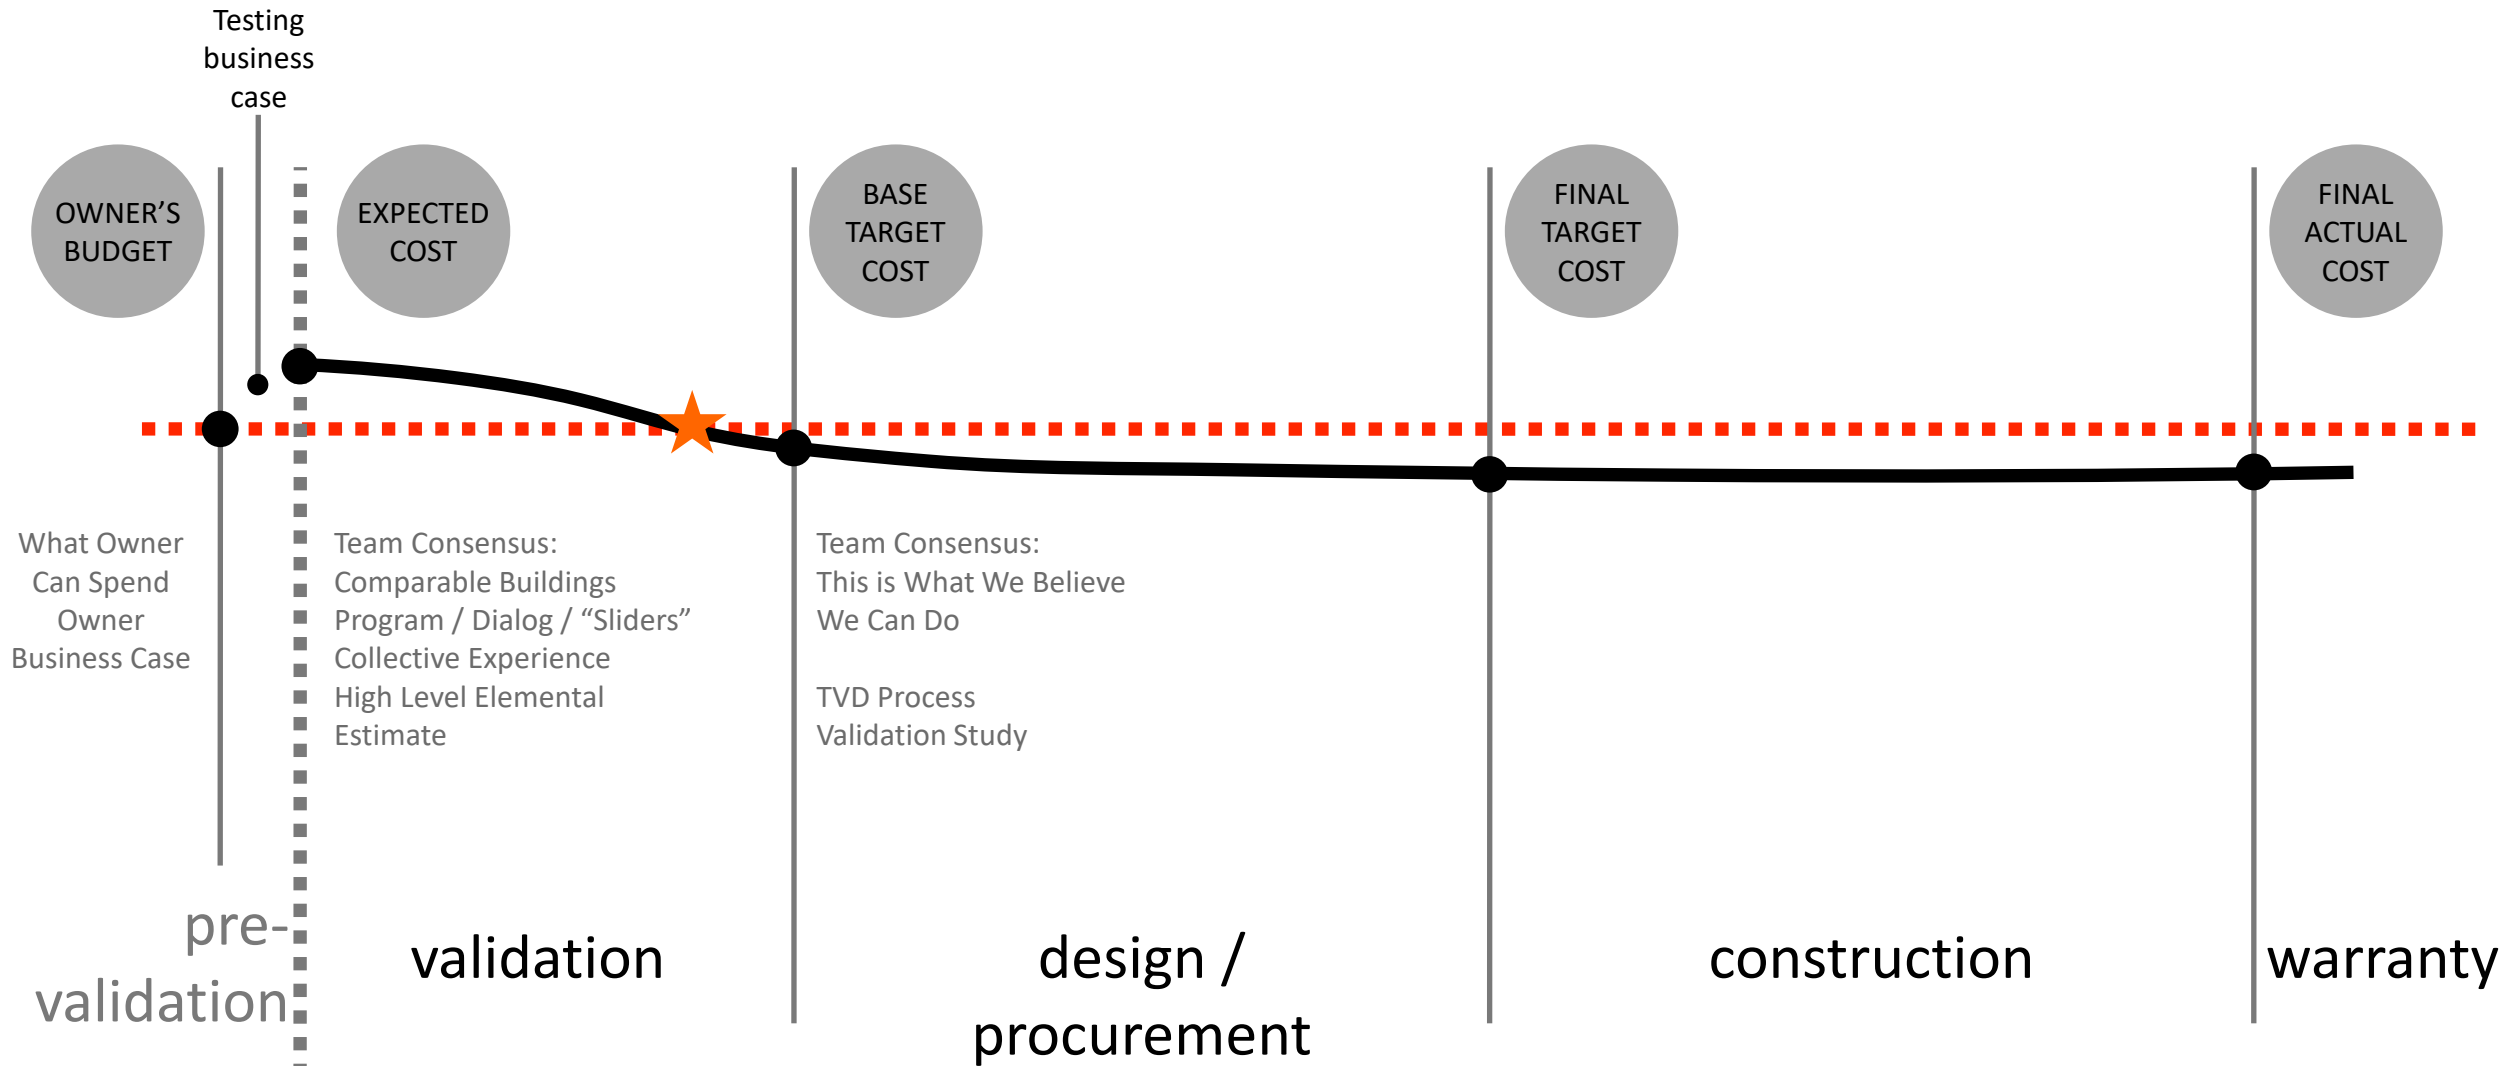 Testing
business
case
OWNER’S
BUDGET
EXPECTED
COST
BASE
TARGET
COST
FINAL
TARGET
COST
FINAL
ACTUAL
COST
What Owner
Can Spend
Owner
Business Case
Team Consensus:
Comparable Buildings
Program / Dialog / “Sliders”
Collective Experience
High Level Elemental
Estimate
Team Consensus:
This is What We Believe
We Can Do
TVD Process
Validation Study
pre-
validation
validation
design /
procurement
construction
warranty